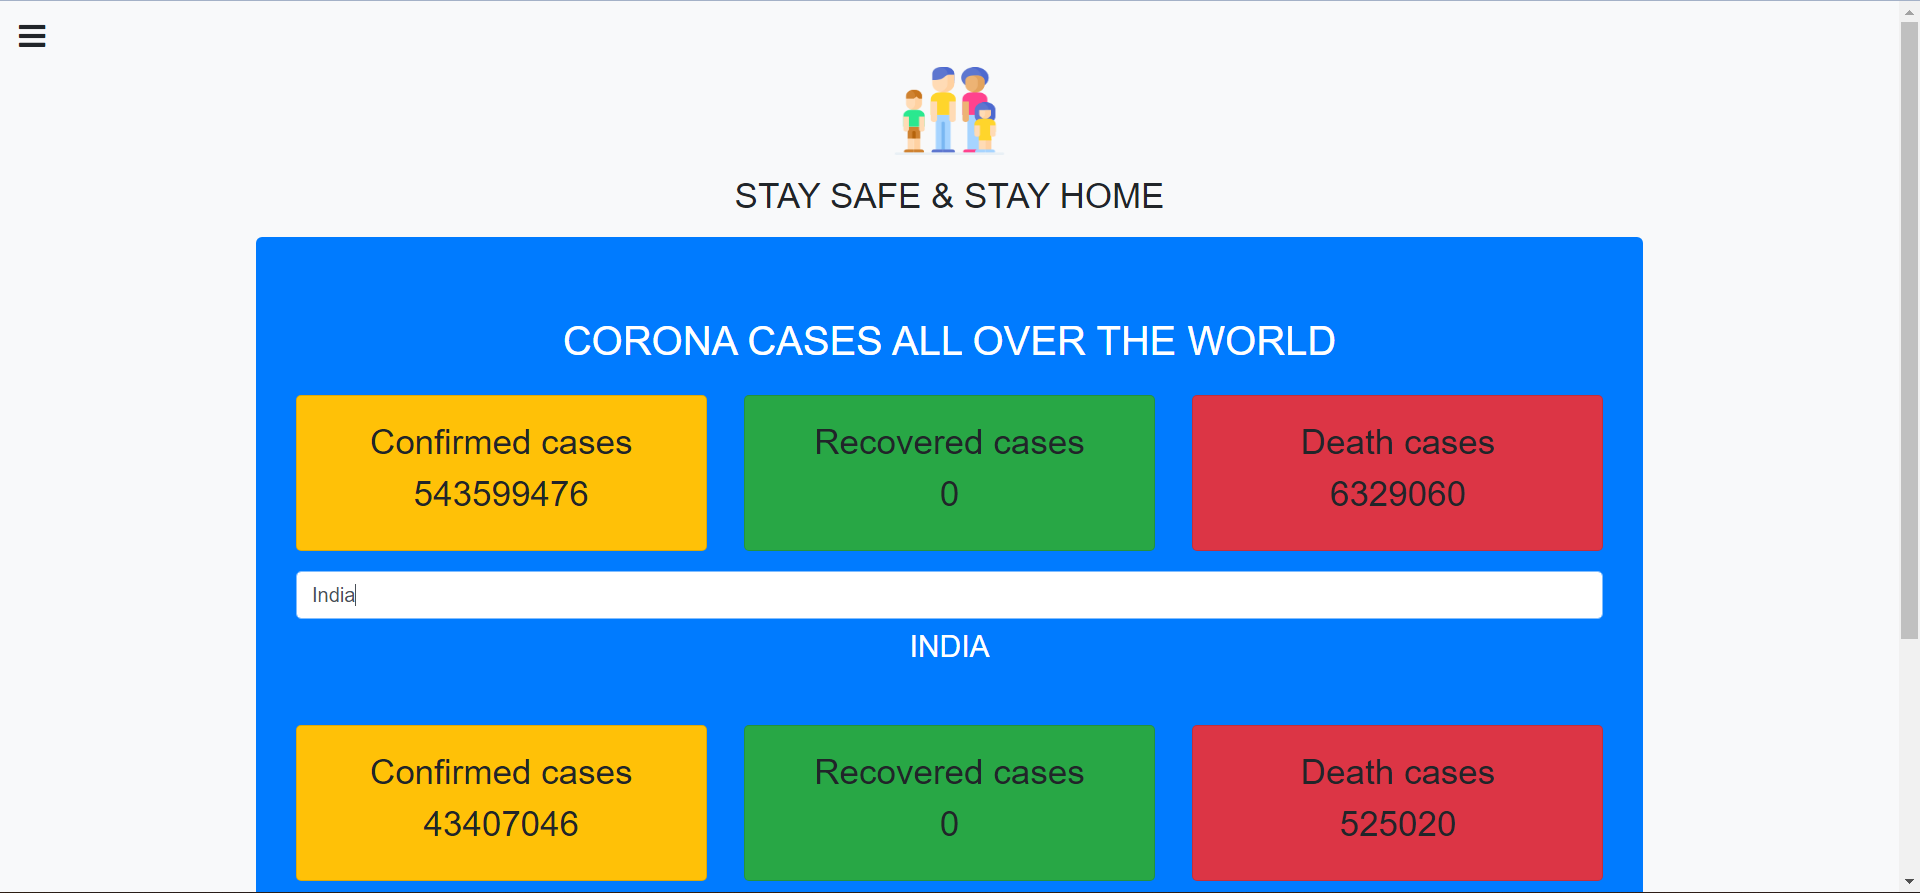 STAY SAFE & STAY HOME
CORONA CASES ALL OVER THE WORLD
Confirmed cases
543599476
Recovered cases
0
Death cases
6329060
India
INDIA
Confirmed cases
43407046
Recovered cases
0
Death cases
525020